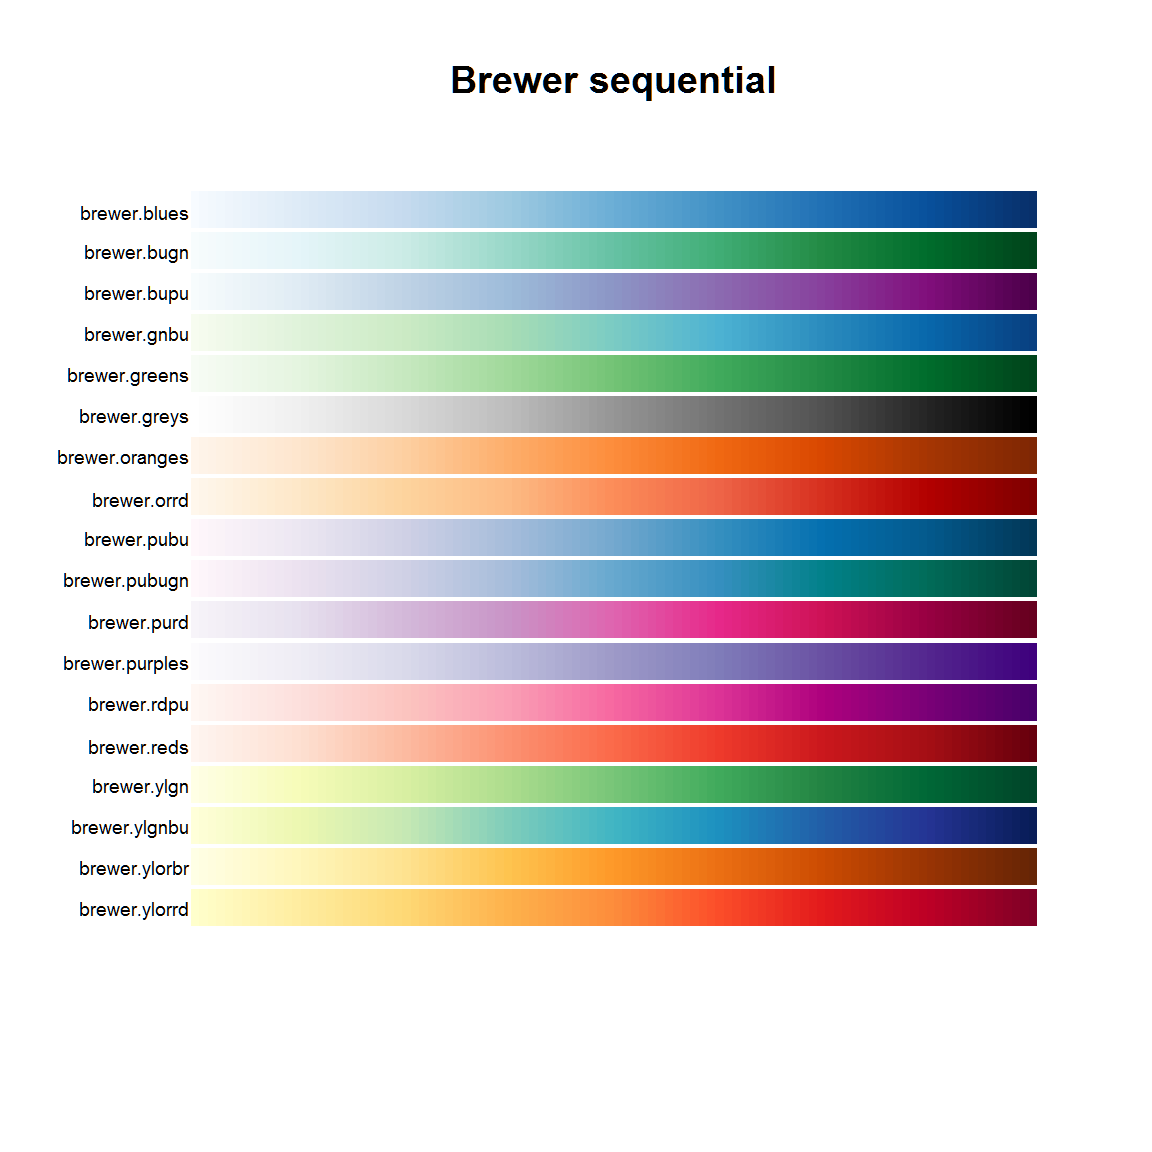 Brewer sequential
brewer.blues
brewer.bugn
brewer.bupu
brewer.gnbu
brewer.greens
brewer.greys
brewer.oranges
brewer.orrd
brewer.pubu
brewer.pubugn
brewer.purd
brewer.purples
brewer.rdpu
brewer.reds
brewer.ylgn
brewer.ylgnbu
brewer.ylorbr
brewer.ylorrd